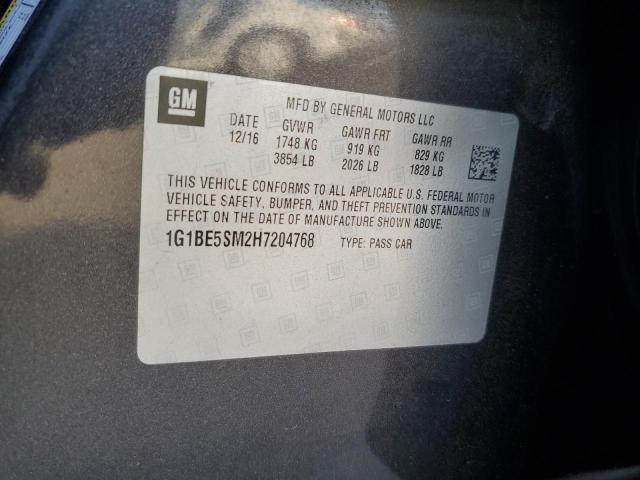 GM
MFD BY GENERAL MOTORS LLC
DATE GVWR GAWR FRT GAWR RR
12/16 1748 KG 919 KG 829 KG
3854 LB 2026 LB 1828 LB
THIS VEHICLE CONFORMS TO ALL APPLICABLE U.S. FEDERAL MOTOR
VEHICLE SAFETY, BUMPER, AND THEFT PREVENTION STANDARDS IN
EFFECT ON THE DATE OF MANUFACTURE SHOWN ABOVE.
1G1BE5SM2H7204768 TYPE: PASS CAR